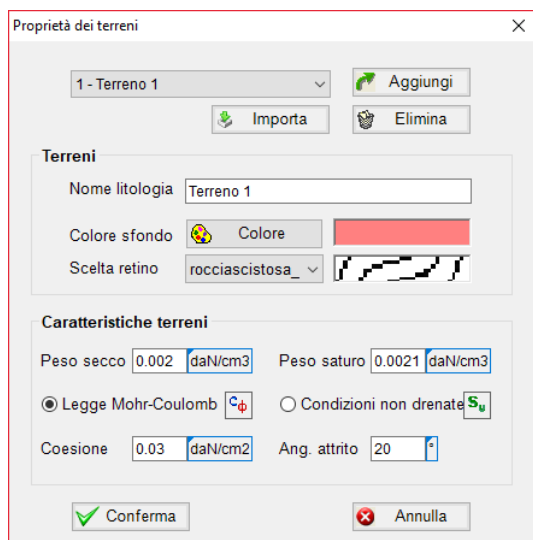 Proprietà dei terreni
1 - Terreno 1
Aggiungi
Importa
Elimina
Terreni
Nome litologia Terreno 1
Colore sfondo Colore
Scelta retino rocciascistosa_
Caratteristiche terreni
Peso secco 0.002 daN/cm3 Peso saturo 0.0021 daN/cm3
Legge Mohr-Coulomb cϕ Condizioni non drenate Su
Coesione 0.03 daN/cm2 Ang. attrito 20 °
Conferma Annulla